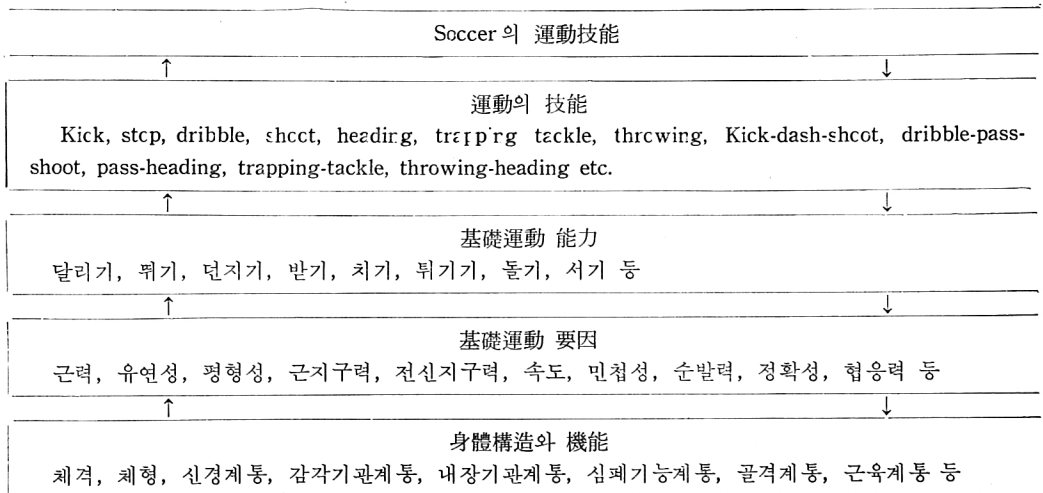 Soccer의 運動技能
↑ ↓
運動의 技能
Kick, stop, dribble, shoot, heading, trapping tackle, throwing, Kick-dash-shoot, dribble-pass-
shoot, pass-heading, trapping-tackle, throwing-heading etc.
↑ ↓
基礎運動 能力
달리기, 뛰기, 던지기, 받기, 치기, 튀기기, 돌기, 서기 등
↑ ↓
基礎運動 要因
근력, 유연성, 평형성, 근지구력, 전신지구력, 속도, 민첩성, 순발력, 정확성, 협응력 등
↑ ↓
身體構造와 機能
체격, 체형, 신경계통, 감각기관계통, 내장기관계통, 심폐기능계통, 골격계통, 근육계통 등